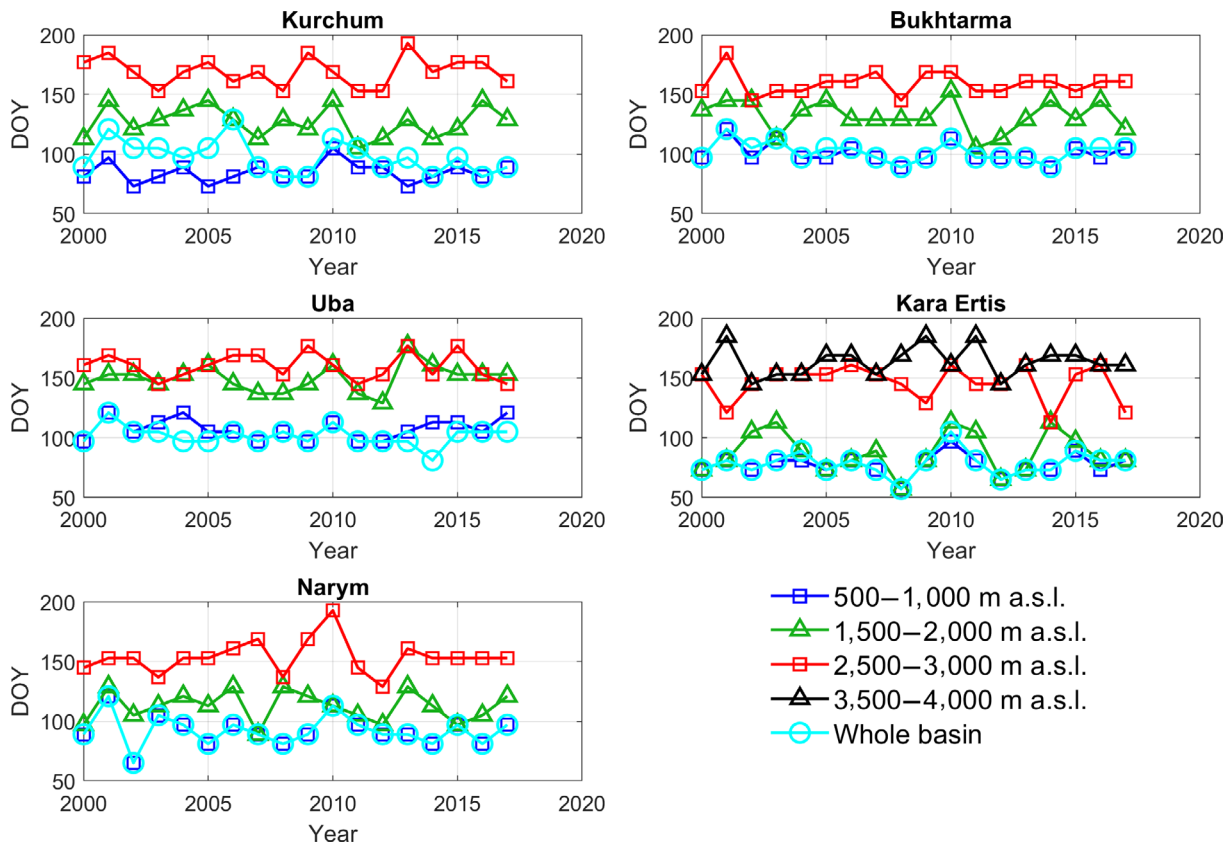 Kurchum
200
150
100
50
DOY
2000 2005 2010 2015 2020
Year
Bukhtarma
200
150
100
50
DOY
2000 2005 2010 2015 2020
Year
Uba
200
150
100
50
DOY
2000 2005 2010 2015 2020
Year
Kara Ertis
200
150
100
50
DOY
2000 2005 2010 2015 2020
Year
Narym
200
150
100
50
DOY
2000 2005 2010 2015 2020
Year
500–1,000 m a.s.l.
1,500–2,000 m a.s.l.
2,500–3,000 m a.s.l.
3,500–4,000 m a.s.l.
Whole basin